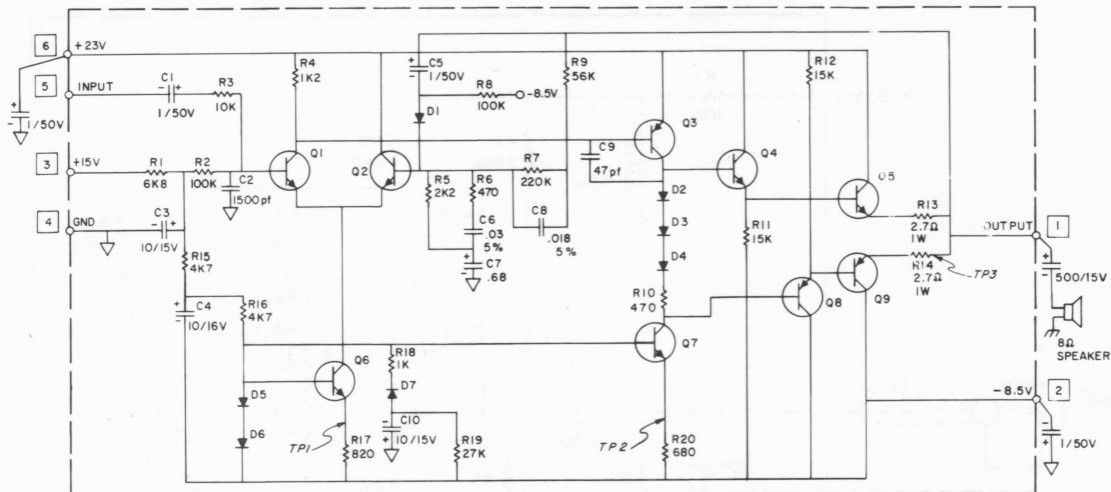 6
+23V
5
INPUT
1/50V
3
+15V
4
GND
C1
1/50V
R3
10K
R1
6K8
R2
100K
C2
1500pf
C3
10/15V
R15
4K7
C4
10/16V
R16
4K7
D5
D6
R4
1K2
Q1
Q2
C5
1/50V
R8
100K
-8.5V
D1
R9
56K
R5
2K2
R6
470
R7
220K
C6
.03
5%
C7
.68
C8
.018
5%
C9
47pf
Q3
D2
D3
D4
R10
470
Q7
Q4
R11
15K
R12
15K
Q5
Q8
Q9
R13
2.7Ω
1W
R14
2.7Ω
1W
TP3
OUTPUT
1
500/15V
8Ω
SPEAKER
-8.5V
2
1/50V
Q6
TP1
R17
820
R18
1K
D7
C10
10/15V
R19
27K
TP2
R20
680